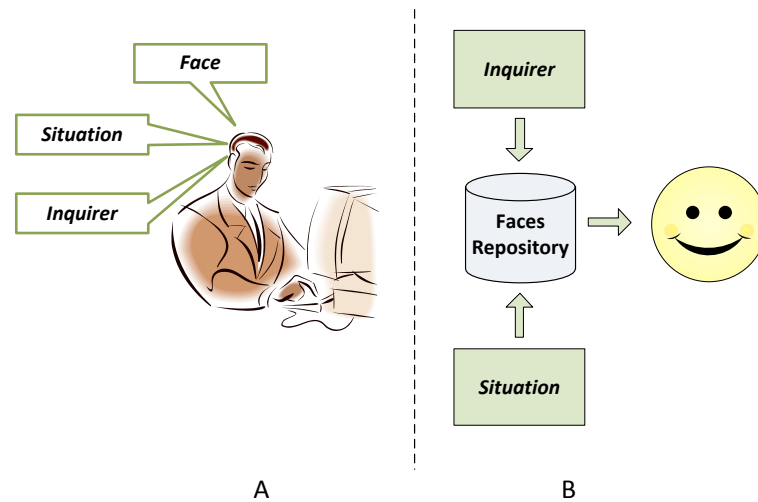 Face
Situation
Inquirer
A
Inquirer
Faces
Repository
Situation
B